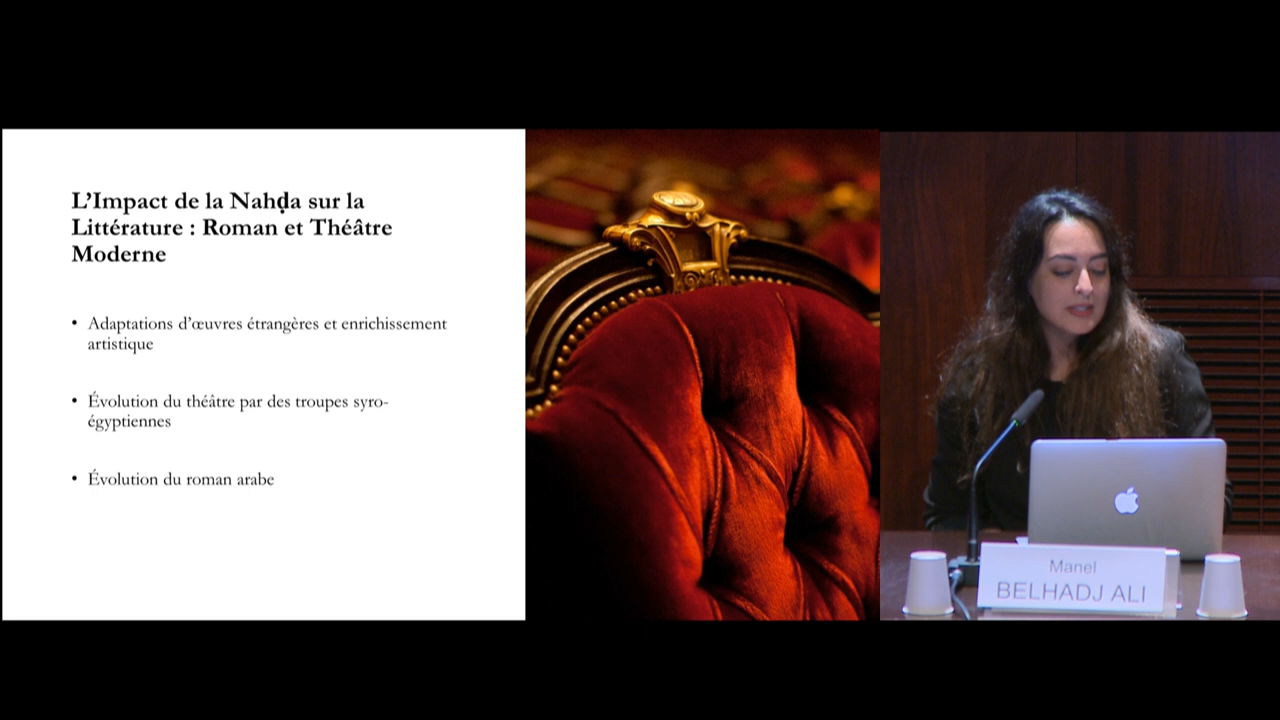 L’Impact de la Nahḍa sur la
Littérature : Roman et Théâtre
Moderne
• Adaptations d’œuvres étrangères et enrichissement
artistique
• Évolution du théâtre par des troupes syro-
égyptiennes
• Évolution du roman arabe
Manel
BELHADJ ALI